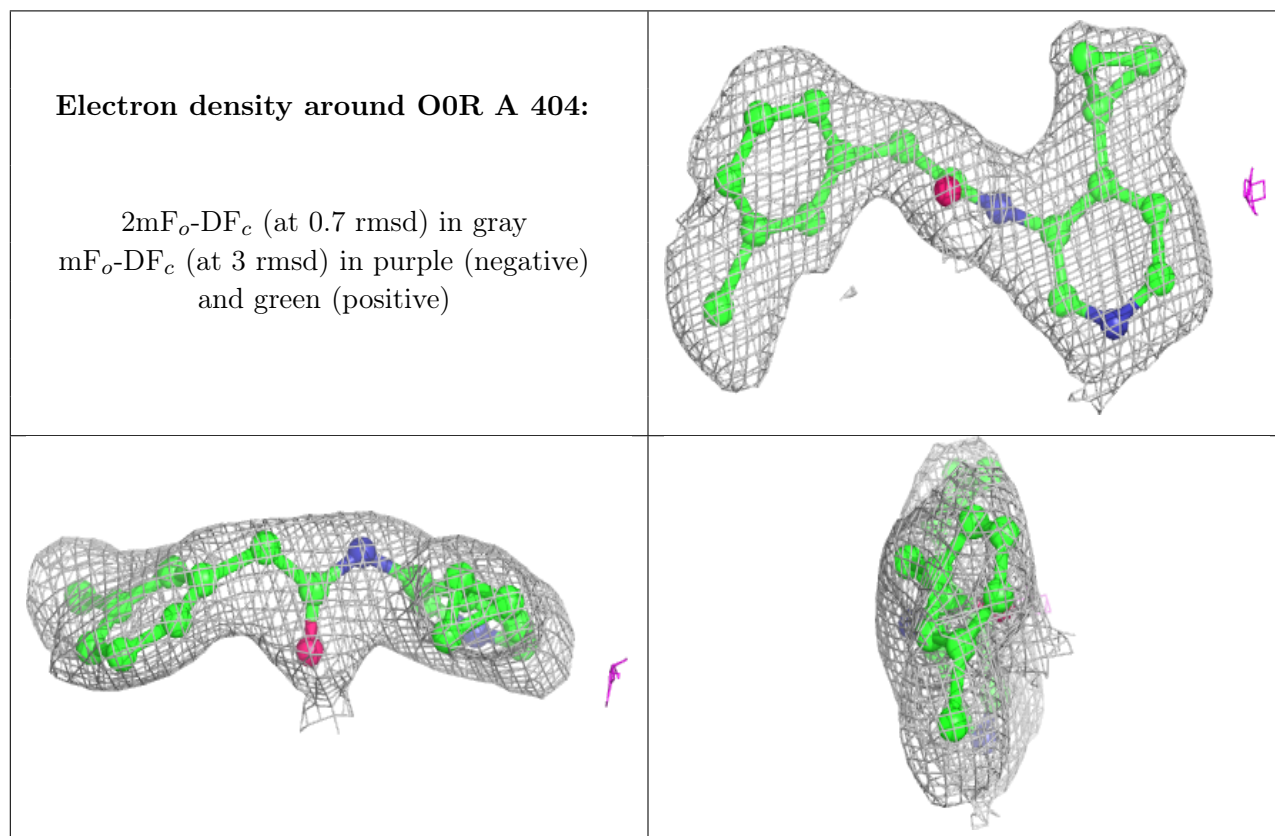 Electron density around O0R A 404:
2mFo-DFc (at 0.7 rmsd) in gray
mFo-DFc (at 3 rmsd) in purple (negative)
and green (positive)